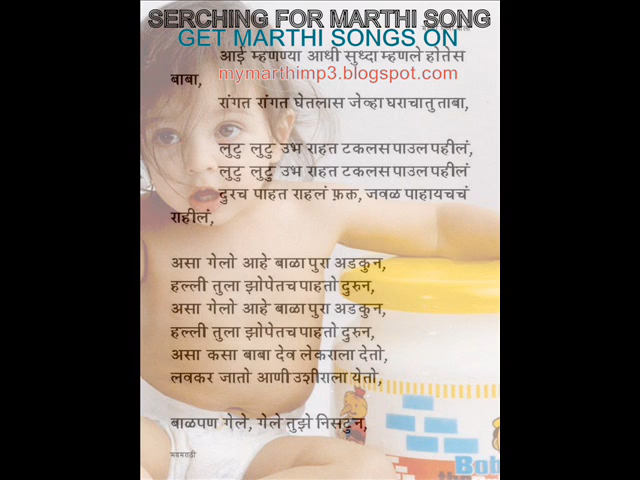 SERCHING FOR MARTHI SONG
GET MARTHI SONGS ON
आई म्हणण्या आधी सुध्दा म्हणले होतेस
mymarthimp3.blogspot.com
बाबा,
रांगत रांगत घेतलास जेव्हा घराचा तु ताबा,
लुटु लुटु उभ राहत टकलस पाउल पहीलं,
लुटु लुटु उभ राहत टकलस पाउल पहीलं
दुरच पाहत राहलं फ़क्त, जवळ पाहायचचं
राहीलं,
असा गेलो आहे बाळा पुरा अडकुन,
हल्ली तुला झोपेतच पाहतो दुरुन,
असा गेलो आहे बाळा पुरा अडकुन,
हल्ली तुला झोपेतच पाहतो दुरुन,
असा कसा बाबा देव लेकराला देतो,
लवकर जातो आणी उशीराला येतो,
बाळपण गेले, गेले तुझे निसटुन,
Bob
the